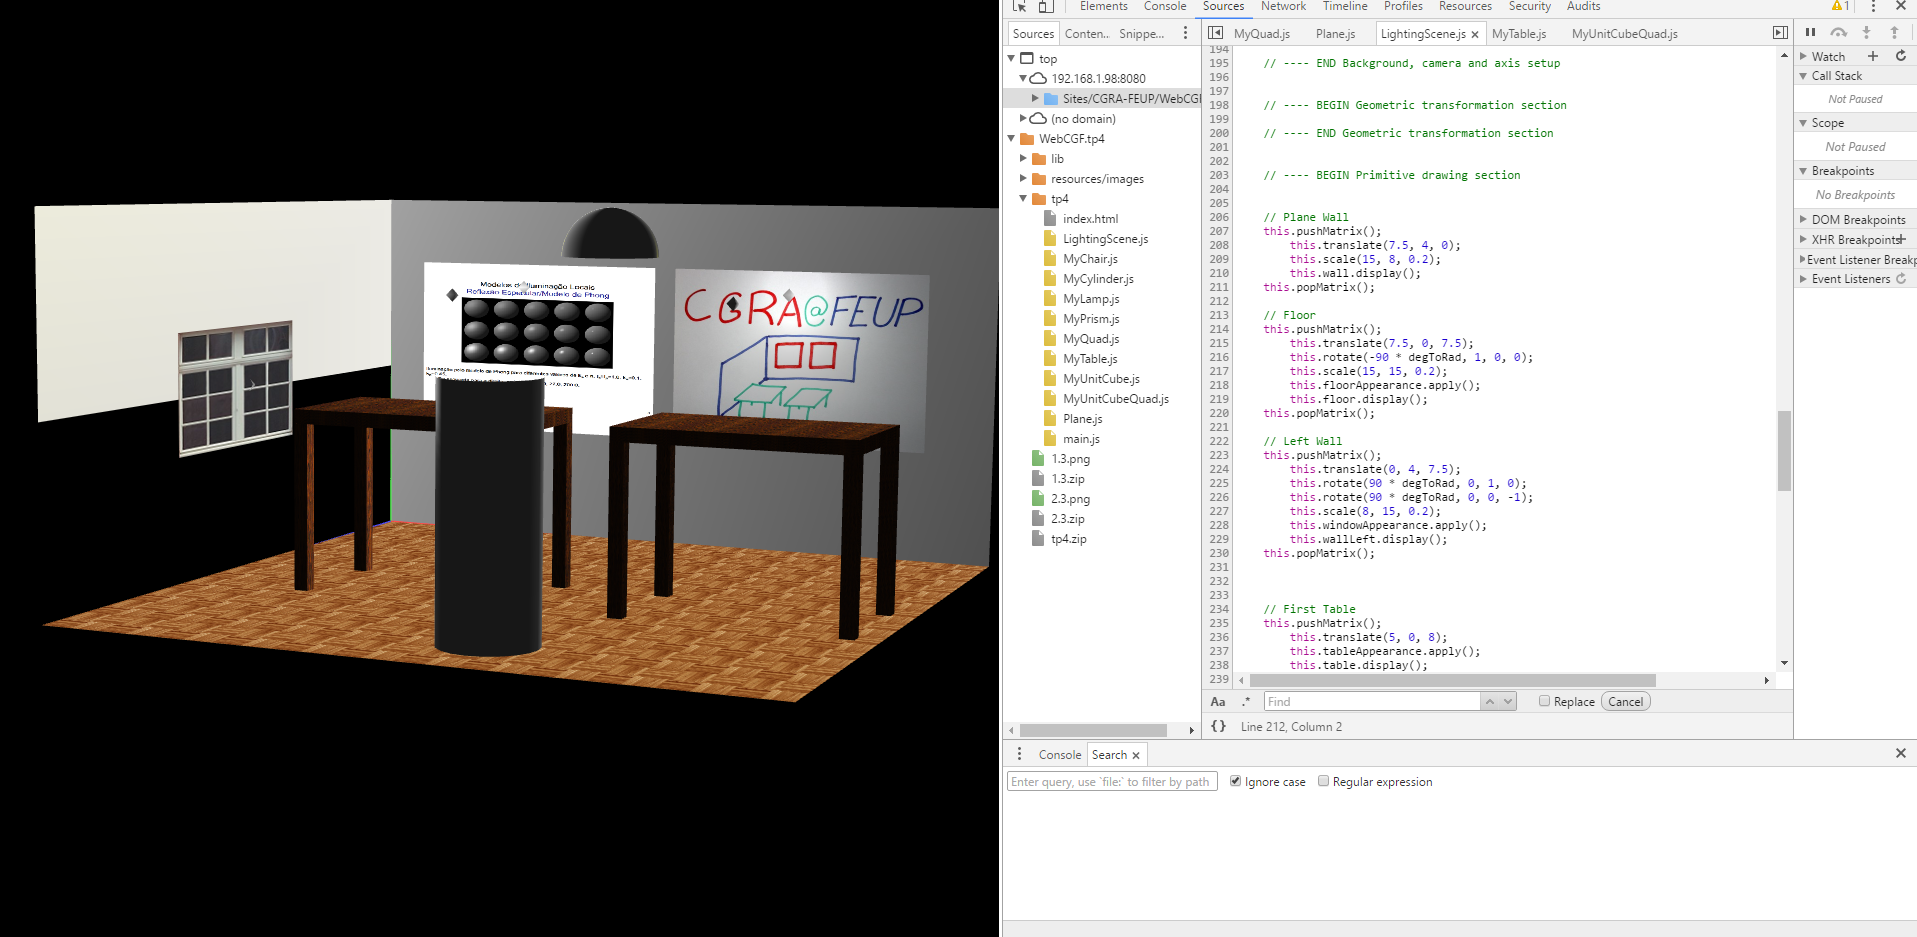 Elements Console Sources Network Timeline Profiles Resources Security Audits 1
Sources Conten... Snippe...
MyQuad.js Plane.js LightingScene.js MyTable.js MyUnitCubeQuad.js
top
192.168.1.98:8080
Sites/CGRA-FEUP/WebCGF
(no domain)
WebCGF.tp4
lib
resources/images
tp4
index.html
LightingScene.js
MyChair.js
MyCylinder.js
MyLamp.js
MyPrism.js
MyQuad.js
MyTable.js
MyUnitCube.js
MyUnitCubeQuad.js
Plane.js
main.js
1.3.png
1.3.zip
2.3.png
2.3.zip
tp4.zip
194
195 // ---- END Background, camera and axis setup
196
197
198 // ---- BEGIN Geometric transformation section
199
200 // ---- END Geometric transformation section
201
202
203 // ---- BEGIN Primitive drawing section
204
205
206 // Plane Wall
207 this.pushMatrix();
208 this.translate(7.5, 4, 0);
209 this.scale(15, 8, 0.2);
210 this.wall.display();
211 this.popMatrix();
212
213 // Floor
214 this.pushMatrix();
215 this.translate(7.5, 0, 7.5);
216 this.rotate(-90 * degToRad, 1, 0, 0);
217 this.scale(15, 15, 0.2);
218 this.floorAppearance.apply();
219 this.floor.display();
220 this.popMatrix();
221
222 // Left Wall
223 this.pushMatrix();
224 this.translate(0, 4, 7.5);
225 this.rotate(90 * degToRad, 0, 1, 0);
226 this.rotate(90 * degToRad, 0, 0, -1);
227 this.scale(8, 15, 0.2);
228 this.windowAppearance.apply();
229 this.wallLeft.display();
230 this.popMatrix();
231
232
233
234 // First Table
235 this.pushMatrix();
236 this.translate(5, 0, 8);
237 this.tableAppearance.apply();
238 this.table.display();
239
Aa .* Find Replace Cancel
{} Line 212, Column 2
Watch
Call Stack
Not Paused
Scope
Not Paused
Breakpoints
No Breakpoints
DOM Breakpoints
XHR Breakpoints
Event Listener Breakp
Event Listeners
Console Search
Enter query, use `file:` to filter by path Ignore case Regular expression
Modelos de Iluminação Locais
Reflexão Especular/Modelo de Phong
CGRA@FEUP